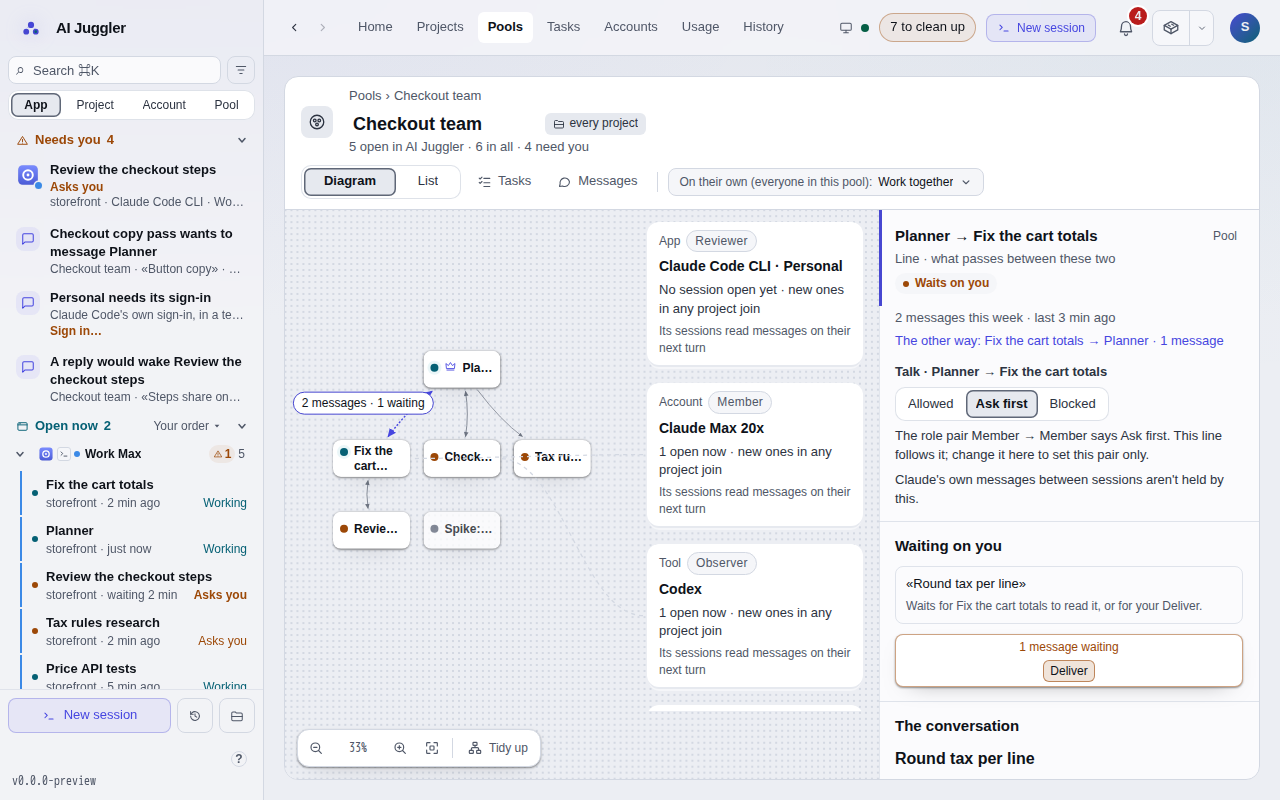 AI Juggler
Search ⌘K
App
Project
Account
Pool
Needs you 4
Review the checkout steps
Asks you
storefront · Claude Code CLI · Wo…
Checkout copy pass wants to
message Planner
Checkout team · «Button copy» · …
Personal needs its sign-in
Claude Code's own sign-in, in a te…
Sign in…
A reply would wake Review the
checkout steps
Checkout team · «Steps share on…
Open now 2
Your order
Work Max
1
5
Fix the cart totals
storefront · 2 min ago
Working
Planner
storefront · just now
Working
Review the checkout steps
storefront · waiting 2 min
Asks you
Tax rules research
storefront · 2 min ago
Asks you
Price API tests
storefront · 5 min ago
Working
New session
?
v0.0.0-preview
Home
Projects
Pools
Tasks
Accounts
Usage
History
7 to clean up
New session
4
S
Pools › Checkout team
Checkout team
every project
5 open in AI Juggler · 6 in all · 4 need you
Diagram
List
Tasks
Messages
On their own (everyone in this pool): Work together
Pla…
2 messages · 1 waiting
Fix the
cart…
Check…
Tax ru…
Revie…
Spike:…
App
Reviewer
Claude Code CLI · Personal
No session open yet · new ones
in any project join
Its sessions read messages on their
next turn
Account
Member
Claude Max 20x
1 open now · new ones in any
project join
Its sessions read messages on their
next turn
Tool
Observer
Codex
1 open now · new ones in any
project join
Its sessions read messages on their
next turn
33%
Tidy up
Planner → Fix the cart totals
Pool
Line · what passes between these two
Waits on you
2 messages this week · last 3 min ago
The other way: Fix the cart totals → Planner · 1 message
Talk · Planner → Fix the cart totals
Allowed
Ask first
Blocked
The role pair Member → Member says Ask first. This line
follows it; change it here to set this pair only.
Claude's own messages between sessions aren't held by
this.
Waiting on you
«Round tax per line»
Waits for Fix the cart totals to read it, or for your Deliver.
1 message waiting
Deliver
The conversation
Round tax per line